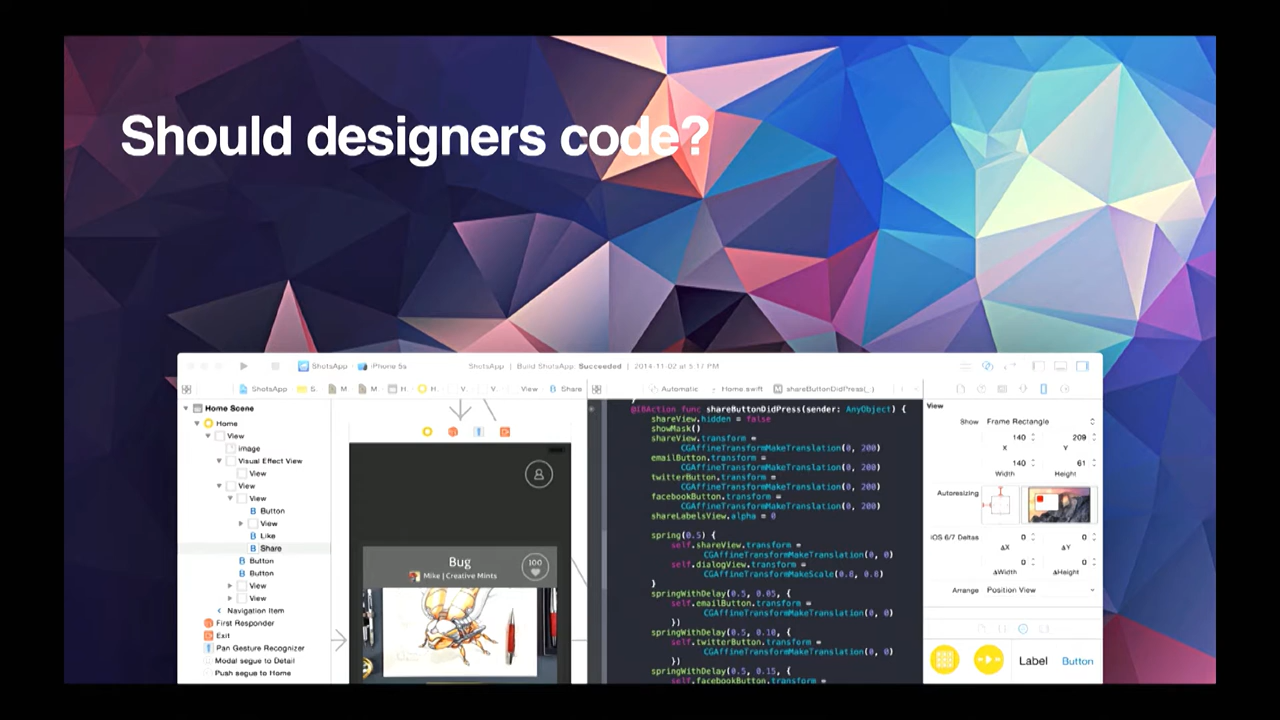 Should designers code?
ShotsApp iPhone 5s
ShotsApp | Build ShotsApp: Succeeded | 2014-11-02 at 5:17 PM
ShotsApp S. M M. H. H V. V. View Share
Automatic Home.swift shareButtonDidPress(_:)
Home Scene
Home
View
image
Visual Effect View
View
View
View
Button
View
Like
Share
Button
Button
View
View
Navigation Item
First Responder
Exit
Pan Gesture Recognizer
Modal segue to Detail
Push segue to Home
Bug
Mike | Creative Mints
100
@IBAction func shareButtonDidPress(sender: AnyObject) {
shareView.hidden = false
showMask()
shareView.transform =
CGAffineTransformMakeTranslation(0, 200)
emailButton.transform =
CGAffineTransformMakeTranslation(0, 200)
twitterButton.transform =
CGAffineTransformMakeTranslation(0, 200)
facebookButton.transform =
CGAffineTransformMakeTranslation(0, 200)
shareLabelsView.alpha = 0
spring(0.5) {
self.shareView.transform =
CGAffineTransformMakeTranslation(0, 0)
self.dialogView.transform =
CGAffineTransformMakeScale(0.8, 0.8)
}
springWithDelay(0.5, 0.05, {
self.emailButton.transform =
CGAffineTransformMakeTranslation(0, 0)
})
springWithDelay(0.5, 0.10, {
self.twitterButton.transform =
CGAffineTransformMakeTranslation(0, 0)
})
springWithDelay(0.5, 0.15, {
self.facebookButton.transform =
View
Show Frame Rectangle
140 209
X Y
140 61
Width Height
Autoresizing
iOS 6/7 Deltas 0 0
ΔX ΔY
0 0
ΔWidth ΔHeight
Arrange Position View
Label Button